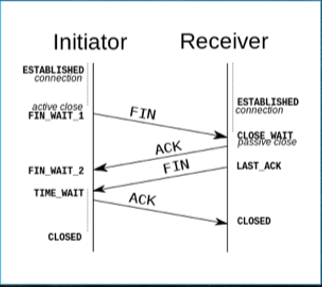 Initiator
Receiver
ESTABLISHED
connection
ESTABLISHED
connection
active close
FIN_WAIT_1
FIN
CLOSE_WAIT
passive close
ACK
FIN_WAIT_2
FIN
LAST_ACK
TIME_WAIT
ACK
CLOSED
CLOSED